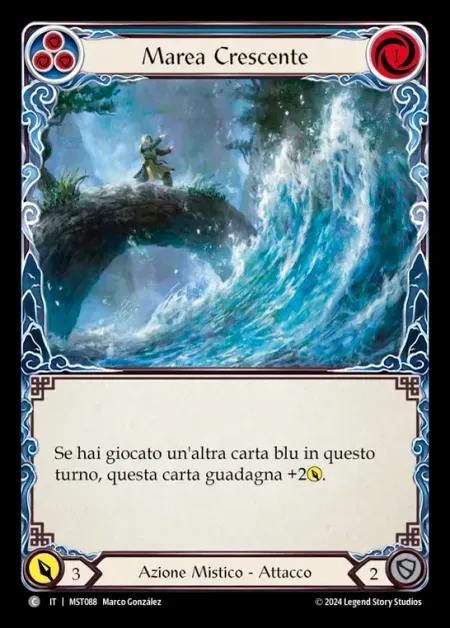 Marea Crescente
1
Se hai giocato un'altra carta blu in questo
turno, questa carta guadagna +2.
3
Azione Mistico - Attacco
2
C IT | MST088 Marco González
© 2024 Legend Story Studios